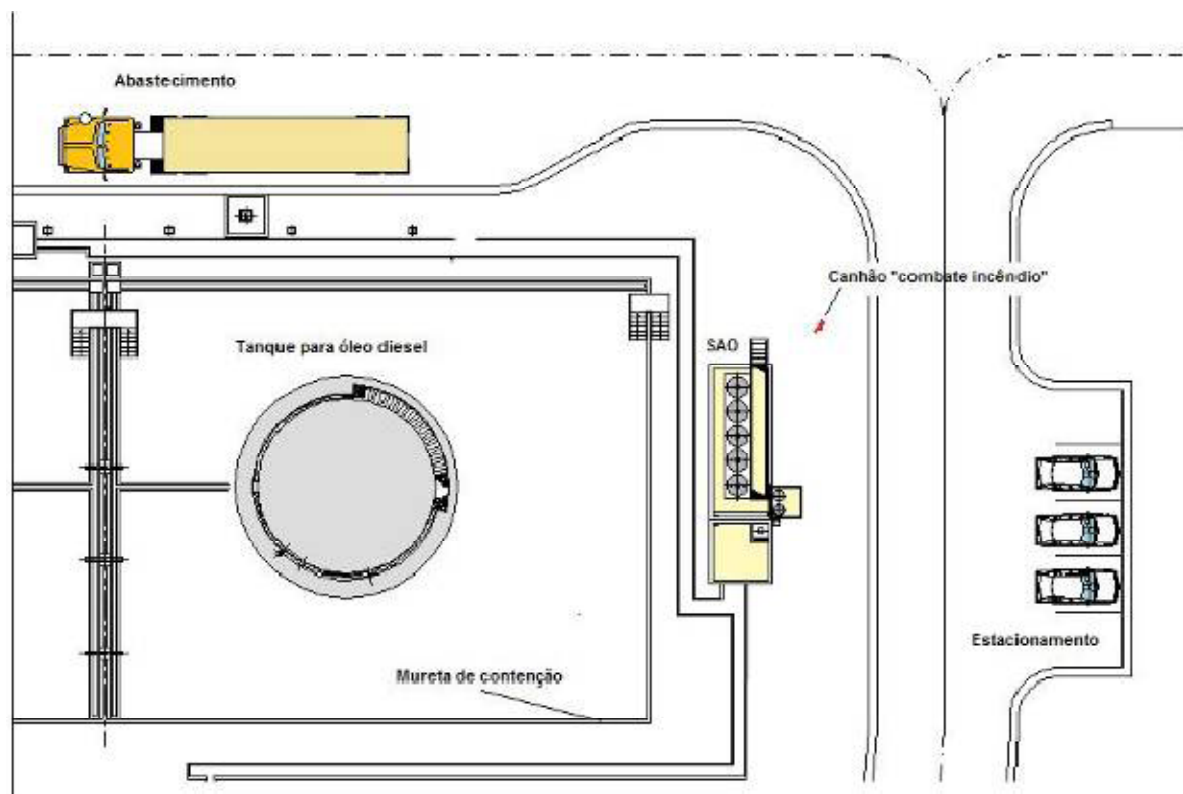 Abastecimento
Canhão "combate incêndio"
Tanque para óleo diesel
SAO
Estacionamento
Mureta de contenção